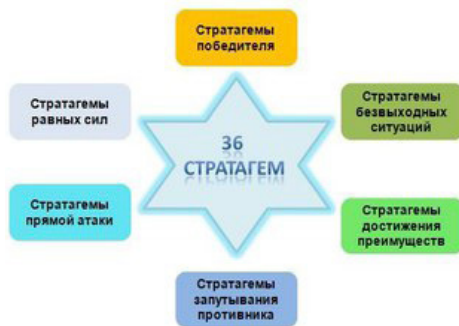 Стратагемы
победителя
Стратагемы
равных сил
Стратагемы
безвыходных
ситуаций
36
СТРАТАГЕМ
Стратагемы
прямой атаки
Стратагемы
достижения
преимуществ
Стратагемы
запутывания
противника